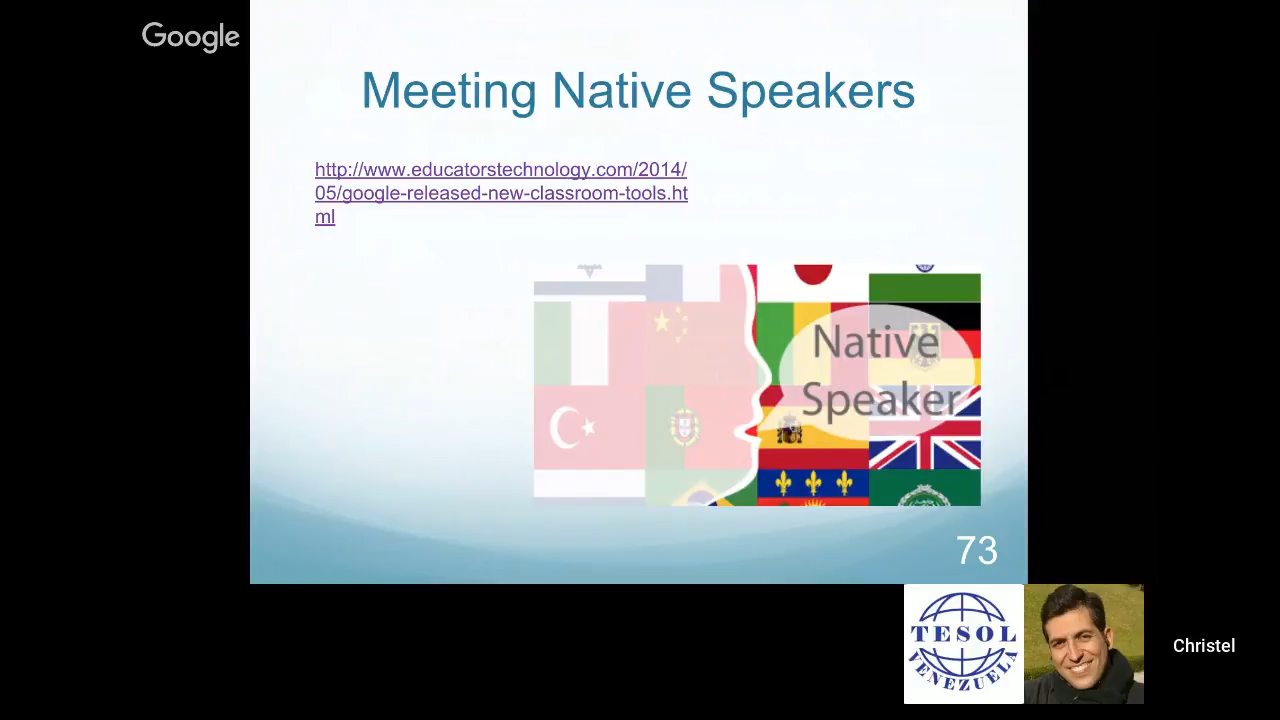 Google
Meeting Native Speakers
http://www.educatorstechnology.com/2014/
05/google-released-new-classroom-tools.ht
ml
Native
Speaker
73
TESOL
VENEZUELA
Christel